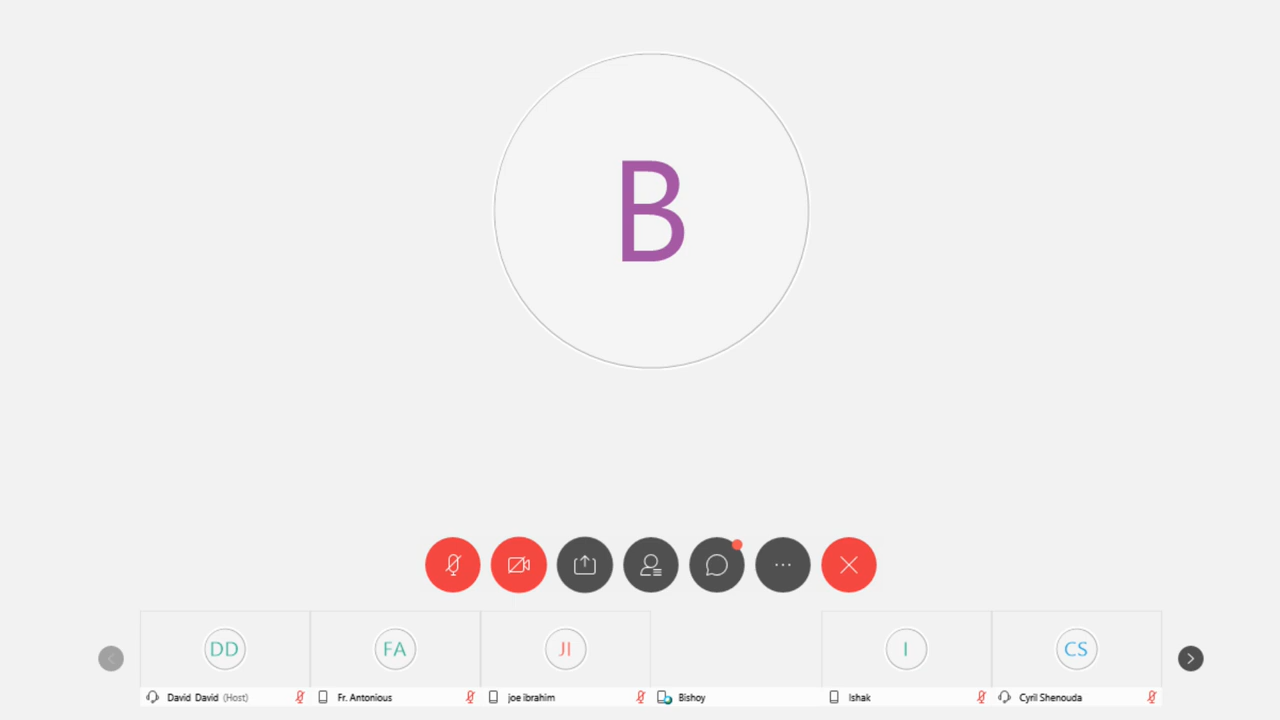 B
DD
FA
JI
I
CS
David David (Host)
Fr. Antonious
joe ibrahim
Bishoy
Ishak
Cyril Shenouda